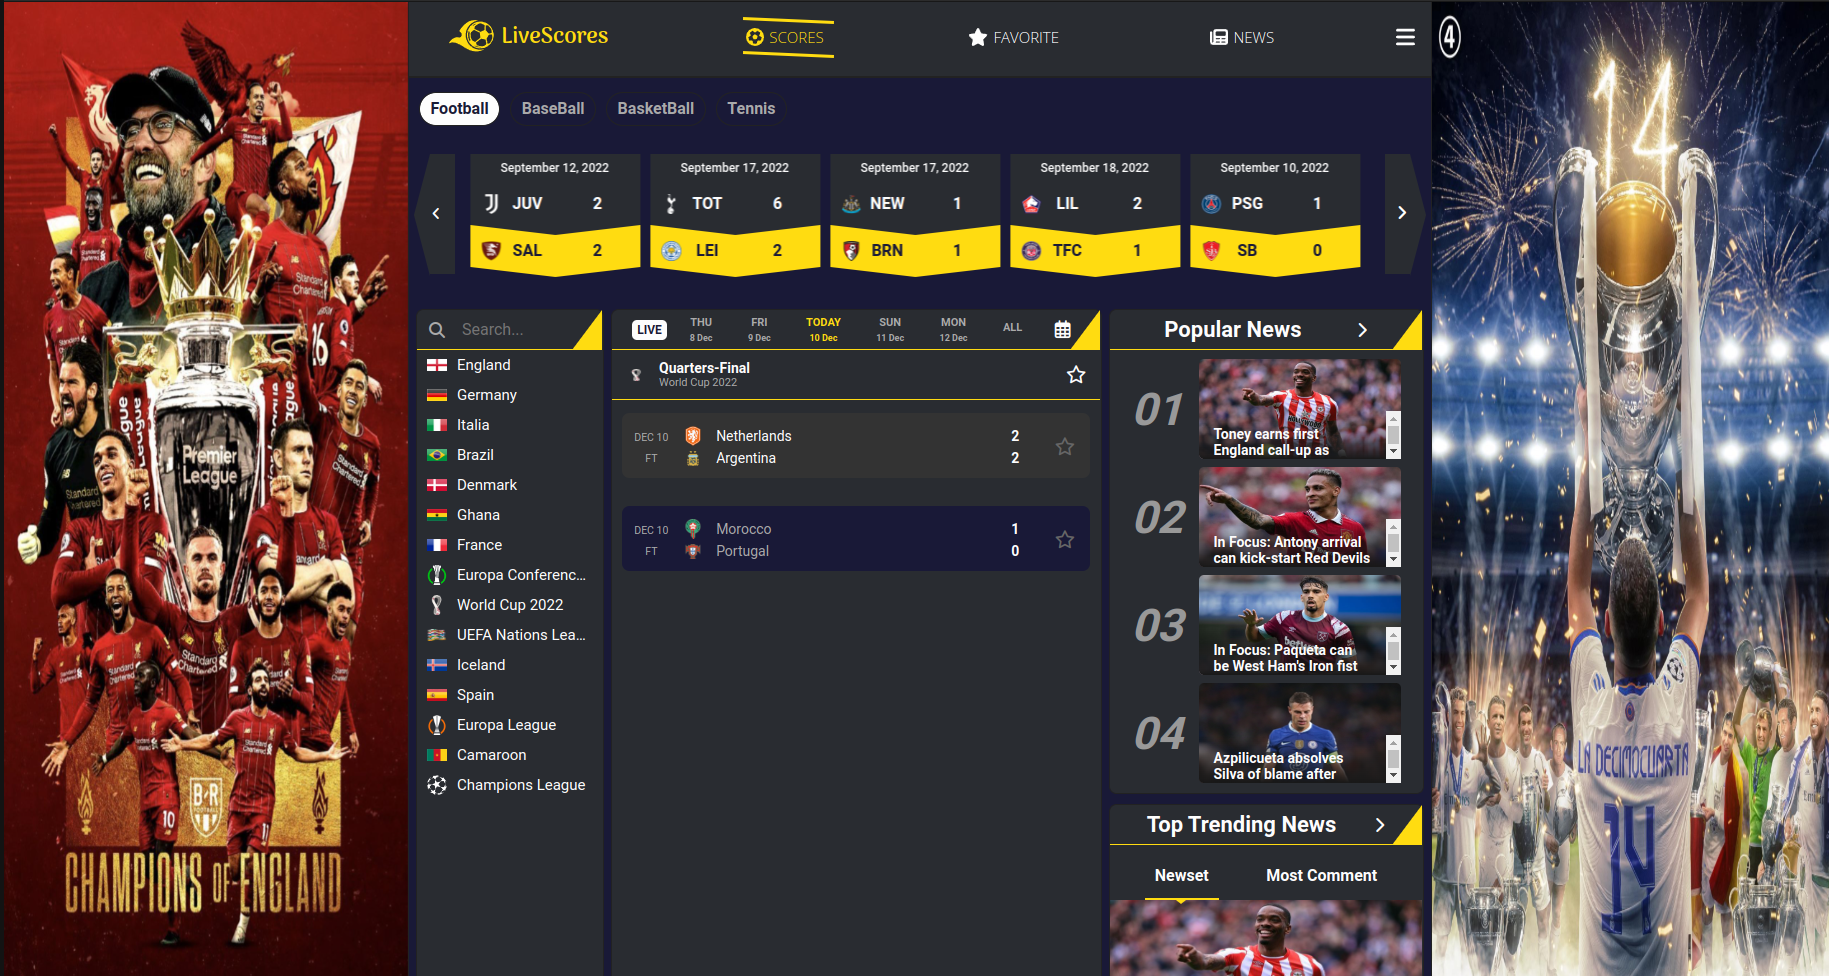 LiveScores
SCORES
FAVORITE
NEWS
Football
BaseBall
BasketBall
Tennis
September 12, 2022
JUV 2
SAL 2
September 17, 2022
TOT 6
LEI 2
September 17, 2022
NEW 1
BRN 1
September 18, 2022
LIL 2
TFC 1
September 10, 2022
PSG 1
SB 0
Search...
England
Germany
Italia
Brazil
Denmark
Ghana
France
Europa Conferenc...
World Cup 2022
UEFA Nations Lea...
Iceland
Spain
Europa League
Camaroon
Champions League
LIVE
THU
8 Dec
FRI
9 Dec
TODAY
10 Dec
SUN
11 Dec
MON
12 Dec
ALL
Quarters-Final
World Cup 2022
DEC 10 Netherlands 2
FT Argentina 2
DEC 10 Morocco 1
FT Portugal 0
Popular News
01
Toney earns first
England call-up as
02
In Focus: Antony arrival
can kick-start Red Devils
03
In Focus: Paqueta can
be West Ham's Iron fist
04
Azpilicueta absolves
Silva of blame after
Top Trending News
Newset
Most Comment
16
Premier
League
Standard
Chartered
10
11
B/R
CHAMPIONS OF ENGLAND
4
14
LA DECIMOCUARTA
14